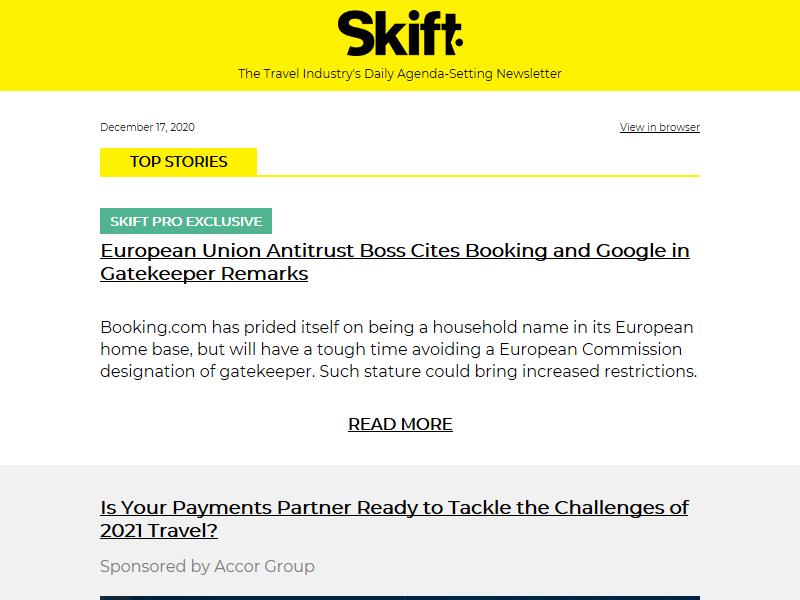 Skift.
The Travel Industry's Daily Agenda-Setting Newsletter
December 17, 2020
View in browser
TOP STORIES
SKIFT PRO EXCLUSIVE
European Union Antitrust Boss Cites Booking and Google in
Gatekeeper Remarks
Booking.com has prided itself on being a household name in its European
home base, but will have a tough time avoiding a European Commission
designation of gatekeeper. Such stature could bring increased restrictions.
READ MORE
Is Your Payments Partner Ready to Tackle the Challenges of
2021 Travel?
Sponsored by Accor Group